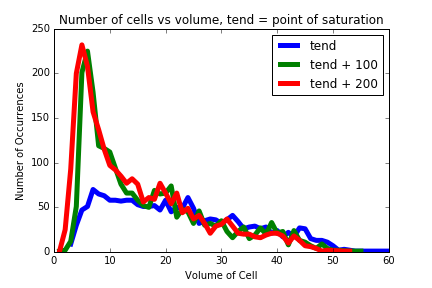 Number of cells vs volume, tend = point of saturation
250
200
150
100
50
0
Number of Occurrences
tend
tend + 100
tend + 200
0 10 20 30 40 50 60
Volume of Cell